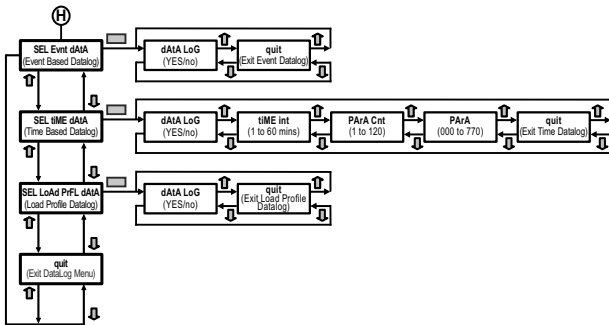 H
SEL Evnt dAtA
(Event Based Datalog)
dAtA LoG
(YES/no)
quit
(Exit Event Datalog)
SEL tiME dAtA
(Time Based Datalog)
dAtA LoG
(YES/no)
tiME int
(1 to 60 mins)
PArA Cnt
(1 to 120)
PArA
(000 to 770)
quit
(Exit Time Datalog)
SEL LoAd PrFL dAtA
(Load Profile Datalog)
dAtA LoG
(YES/no)
quit
(Exit Load Profile
Datalog)
quit
(Exit DataLog Menu)